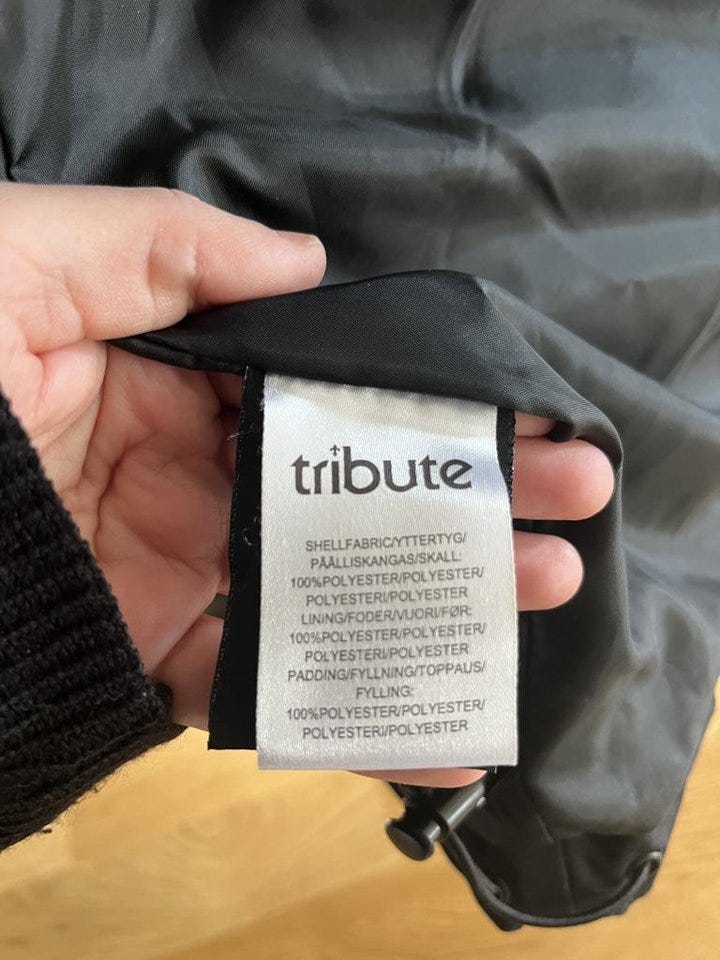 tribute
SHELLFABRIC/YTTERTYG/
PÄÄLLISKANGAS/SKALL:
100%POLYESTER/POLYESTER/
POLYESTERI/POLYESTER
LINING/FODER/VUORI/FØR:
100%POLYESTER/POLYESTER/
POLYESTERI/POLYESTER
PADDING/FYLLNING/TOPPAUS/
FYLLING:
100%POLYESTER/POLYESTER/
POLYESTERI/POLYESTER